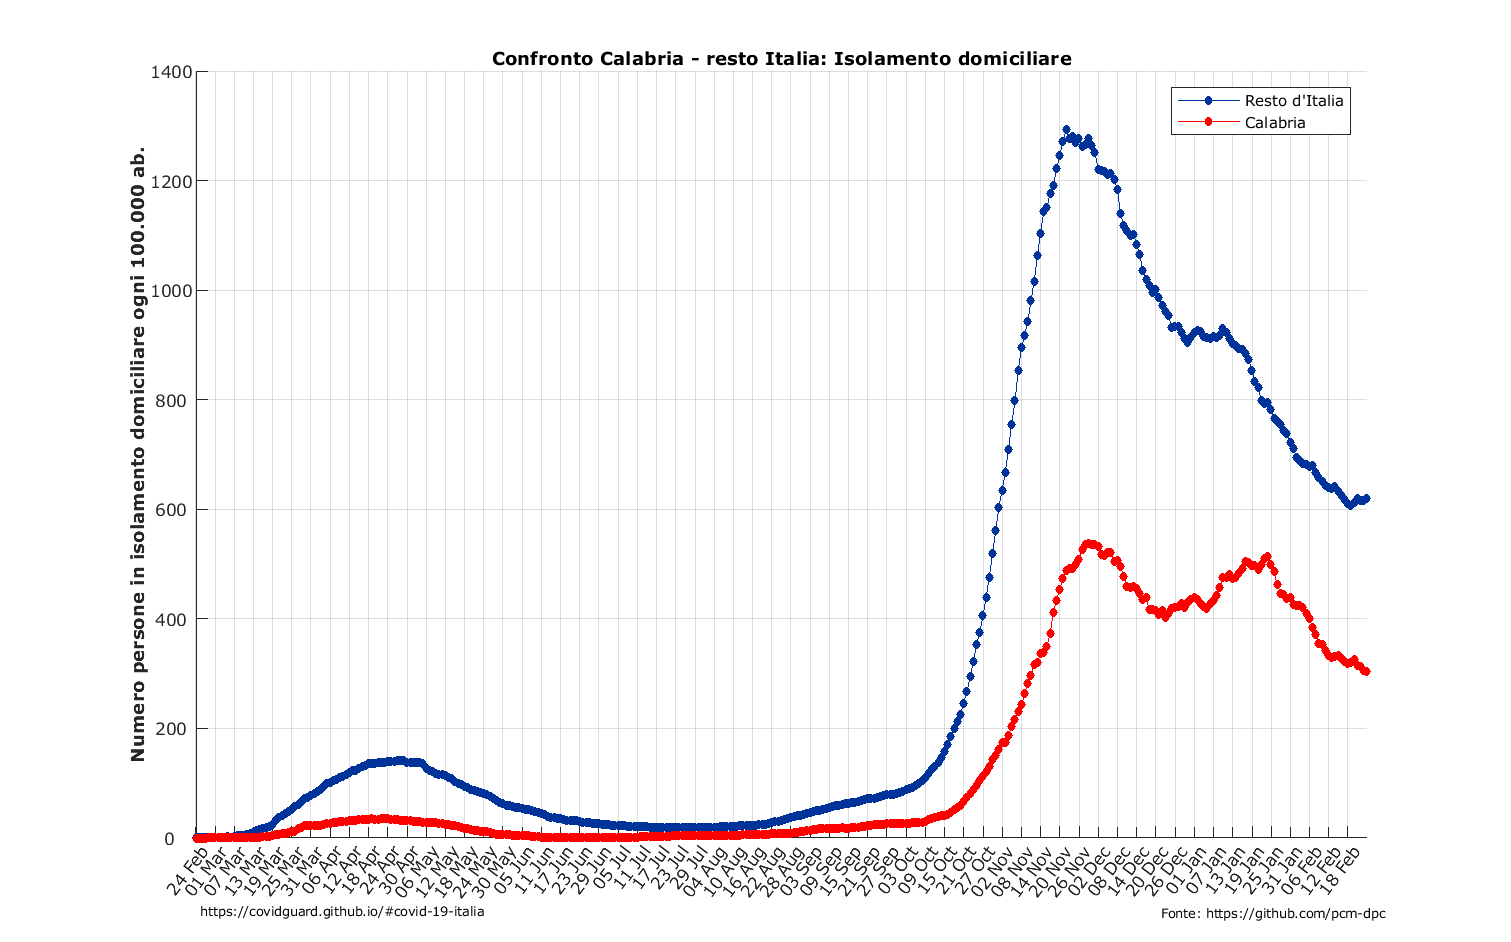 Confronto Calabria - resto Italia: Isolamento domiciliare
Numero persone in isolamento domiciliare ogni 100.000 ab.
1400
1200
1000
800
600
400
200
0
Resto d'Italia
Calabria
24 Feb
01 Mar
07 Mar
13 Mar
19 Mar
25 Mar
31 Mar
06 Apr
12 Apr
18 Apr
24 Apr
30 Apr
06 May
12 May
18 May
24 May
30 May
05 Jun
11 Jun
17 Jun
23 Jun
29 Jun
05 Jul
11 Jul
17 Jul
23 Jul
29 Jul
04 Aug
10 Aug
16 Aug
22 Aug
28 Aug
03 Sep
09 Sep
15 Sep
21 Sep
27 Sep
03 Oct
09 Oct
15 Oct
21 Oct
27 Oct
02 Nov
08 Nov
14 Nov
20 Nov
26 Nov
02 Dec
08 Dec
14 Dec
20 Dec
26 Dec
01 Jan
07 Jan
13 Jan
19 Jan
25 Jan
31 Jan
06 Feb
12 Feb
18 Feb
https://covidguard.github.io/#covid-19-italia
Fonte: https://github.com/pcm-dpc